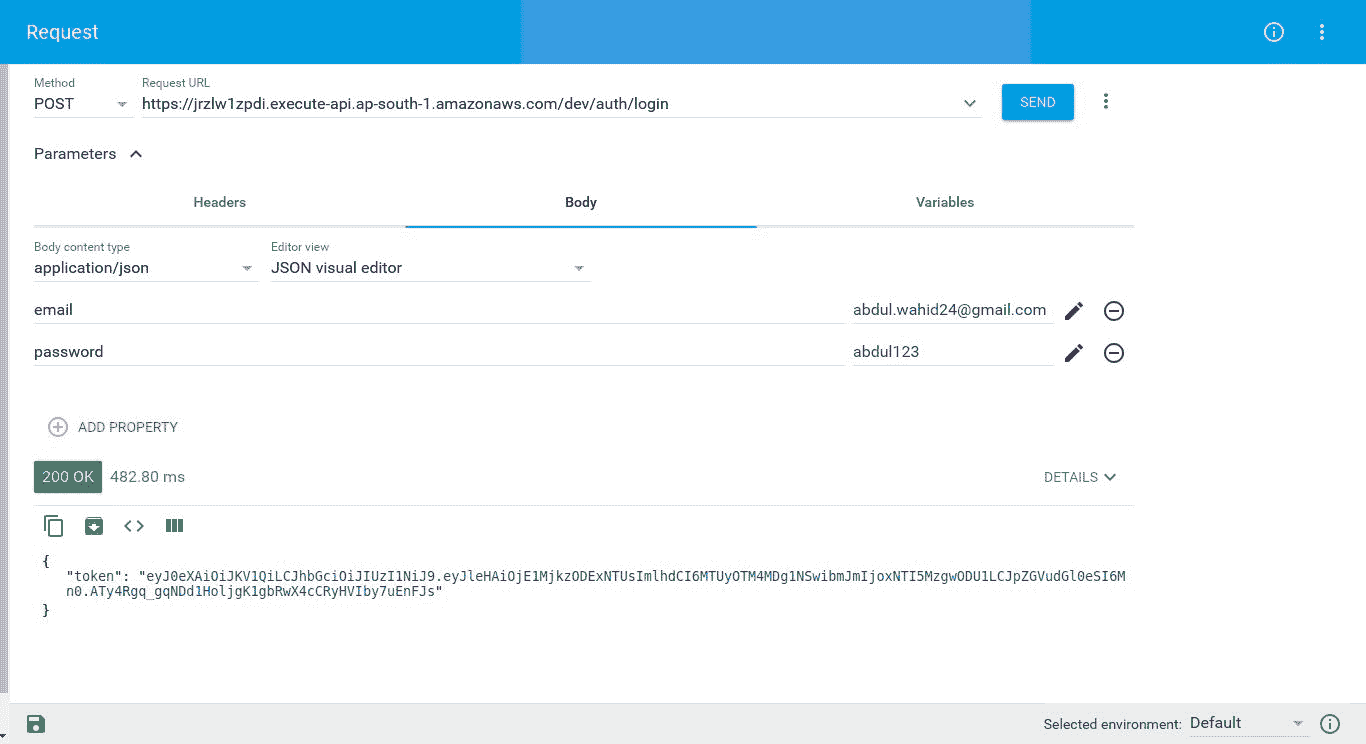 Request
Method
Request URL
POST
https://jrzlw1zpdi.execute-api.ap-south-1.amazonaws.com/dev/auth/login
SEND
Parameters
Headers
Body
Variables
Body content type
Editor view
application/json
JSON visual editor
email
abdul.wahid24@gmail.com
password
abdul123
ADD PROPERTY
200 OK
482.80 ms
DETAILS
{
"token": "eyJ0eXAiOiJKV1QiLCJhbGciOiJIUzI1NiJ9.eyJleHAiOjE1MjkzODExNTUsImlhdCI6MTUyOTM4MDg1NSwibmJmIjoxNTI5MzgwODU1LCJpZGVudGl0eSI6M
n0.ATy4Rgq_gqNDd1HoljgK1gbRwX4cCRyHVIby7uEnFJs"
}
Selected environment:
Default